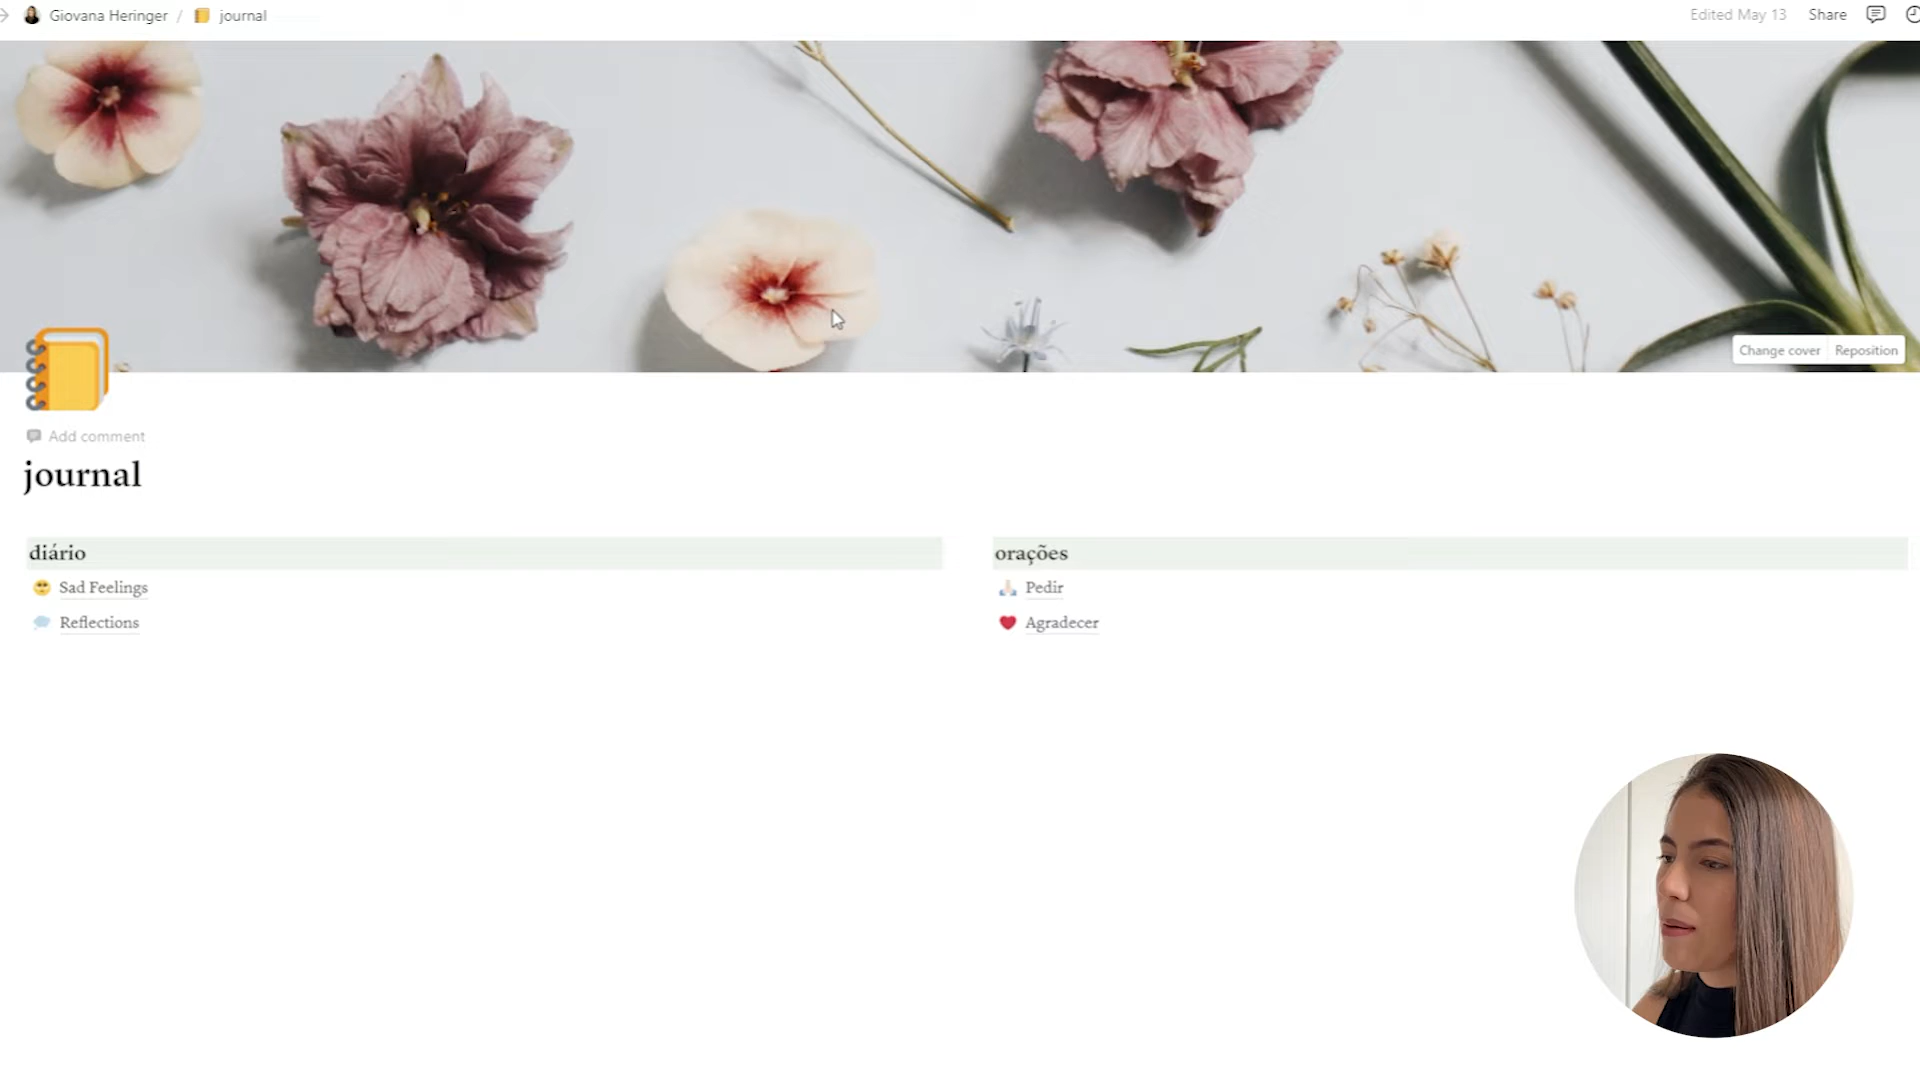 Giovana Heringer / journal
Edited May 13 Share
Change cover Reposition
Add comment
journal
diário
Sad Feelings
Reflections
orações
Pedir
Agradecer